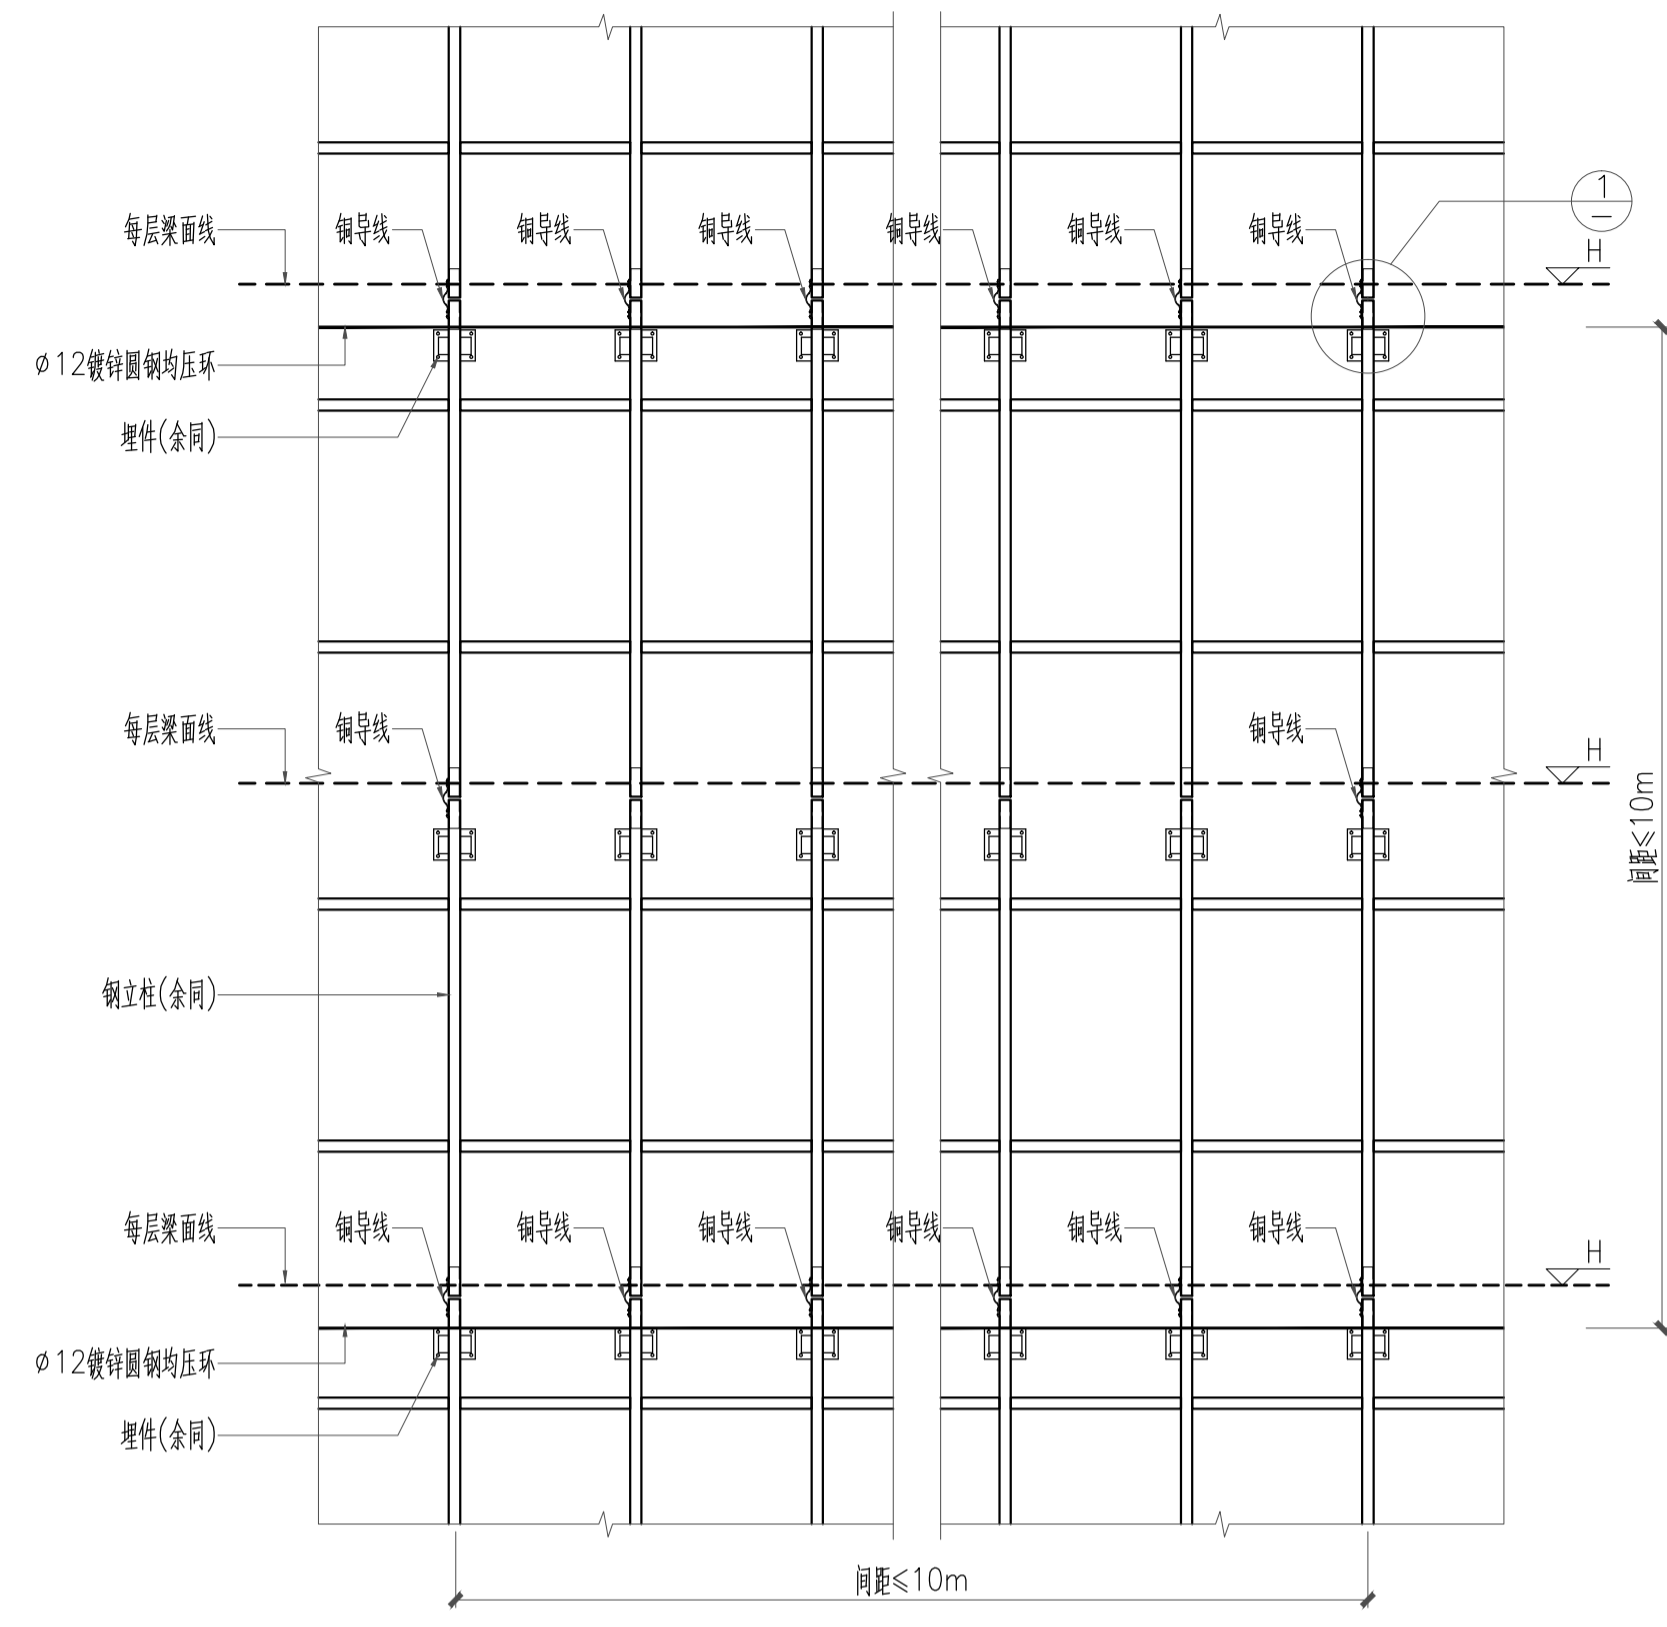 1
—
每层梁面线 铜导线 铜导线 铜导线 铜导线 铜导线 铜导线 H
ø12镀锌圆钢均压环
埋件(余同)
每层梁面线 铜导线 铜导线 H
间距≤10m
钢立柱(余同)
每层梁面线 铜导线 铜导线 铜导线 铜导线 铜导线 铜导线 H
ø12镀锌圆钢均压环
埋件(余同)
间距≤10m